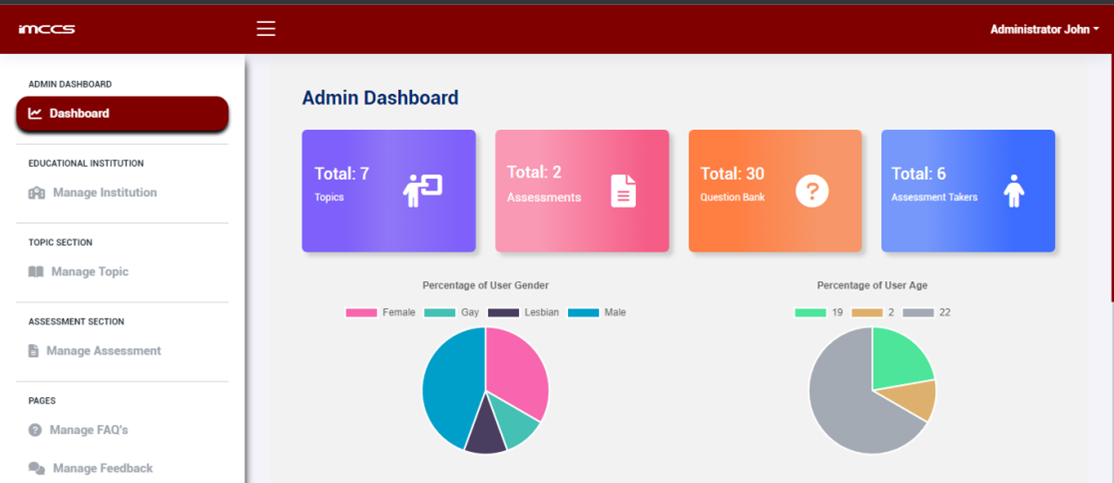 iMCCS
Administrator John
ADMIN DASHBOARD
Dashboard
EDUCATIONAL INSTITUTION
Manage Institution
TOPIC SECTION
Manage Topic
ASSESSMENT SECTION
Manage Assessment
PAGES
Manage FAQ's
Manage Feedback
Admin Dashboard
Total: 7
Topics
Total: 2
Assessments
Total: 30
Question Bank
Total: 6
Assessment Takers
Percentage of User Gender
Female Gay Lesbian Male
Percentage of User Age
19 2 22